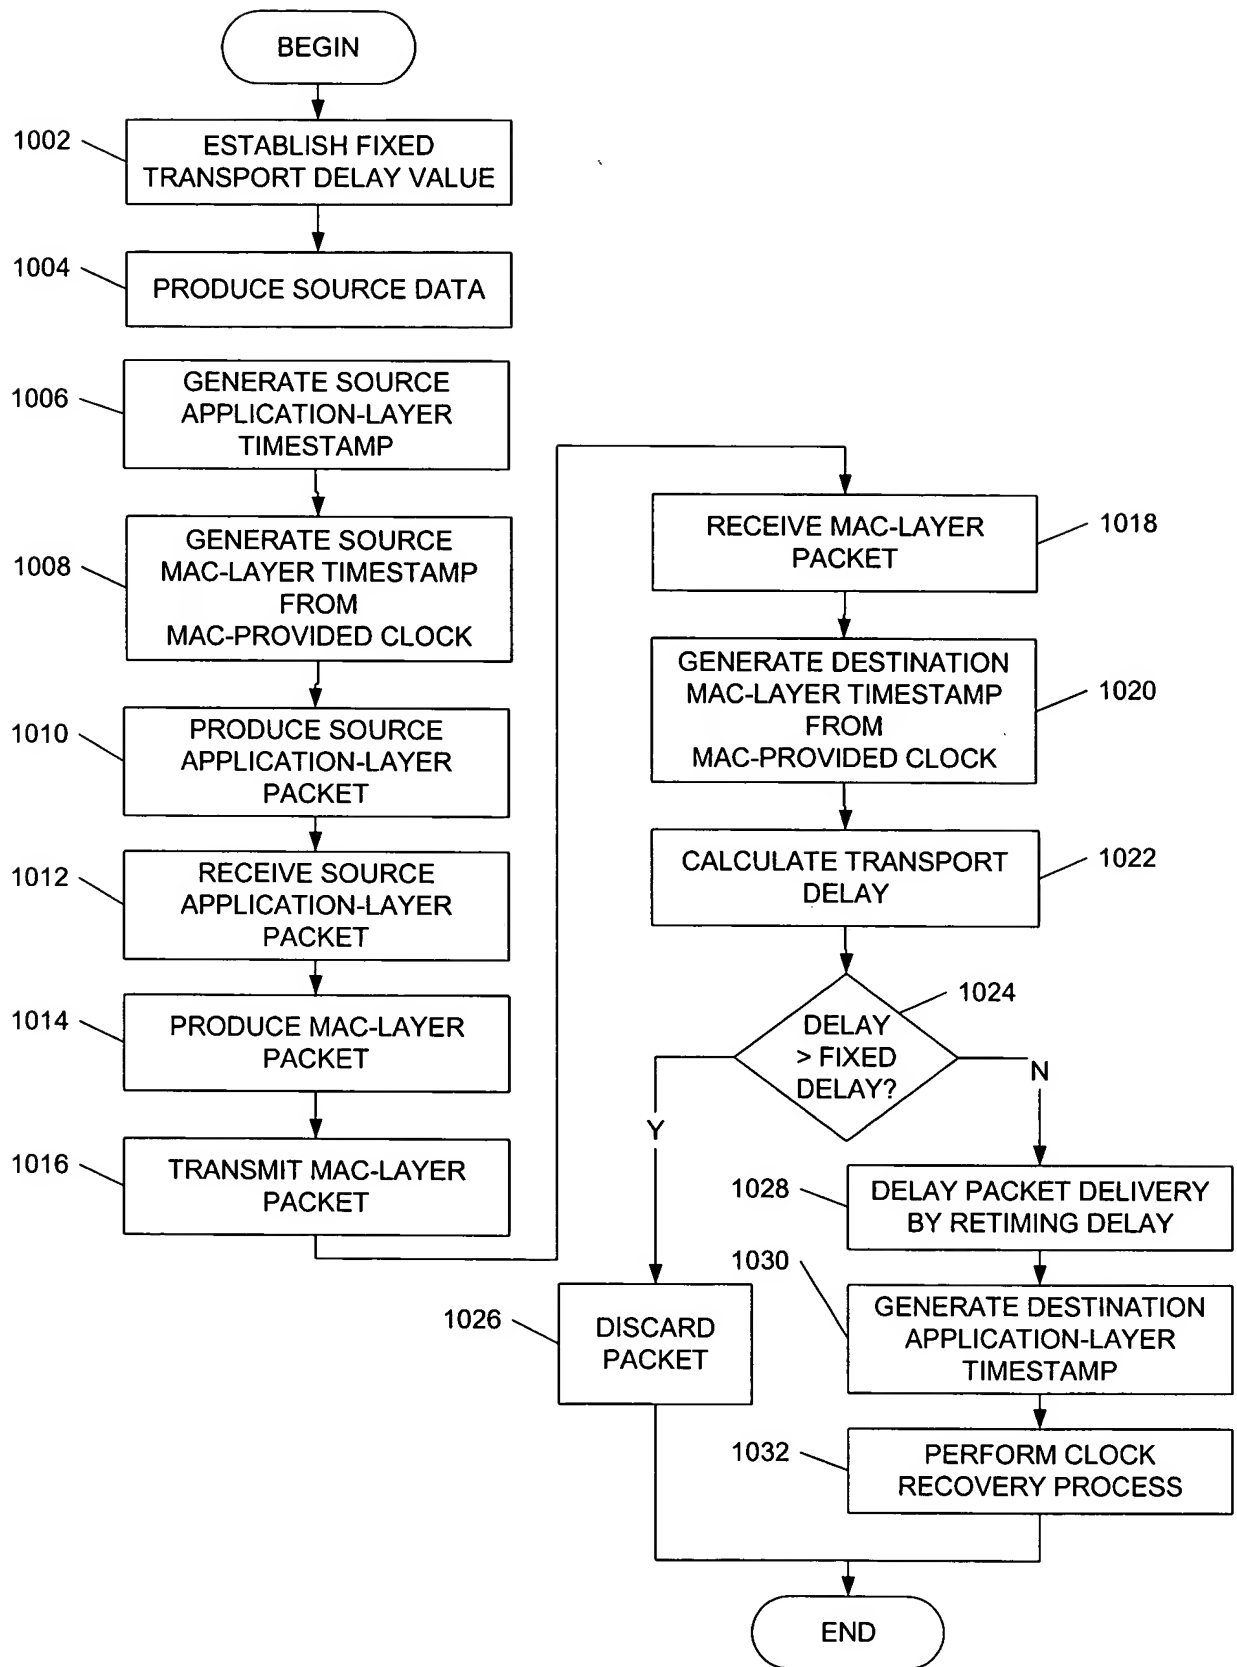 BEGIN
1002
ESTABLISH FIXED
TRANSPORT DELAY VALUE
1004
PRODUCE SOURCE DATA
1006
GENERATE SOURCE
APPLICATION-LAYER
TIMESTAMP
1008
GENERATE SOURCE
MAC-LAYER TIMESTAMP
FROM
MAC-PROVIDED CLOCK
1010
PRODUCE SOURCE
APPLICATION-LAYER
PACKET
1012
RECEIVE SOURCE
APPLICATION-LAYER
PACKET
1014
PRODUCE MAC-LAYER
PACKET
1016
TRANSMIT MAC-LAYER
PACKET
RECEIVE MAC-LAYER
PACKET
1018
GENERATE DESTINATION
MAC-LAYER TIMESTAMP
FROM
MAC-PROVIDED CLOCK
1020
CALCULATE TRANSPORT
DELAY
1022
1024
DELAY
> FIXED
DELAY?
Y
N
1026
DISCARD
PACKET
1028
DELAY PACKET DELIVERY
BY RETIMING DELAY
1030
GENERATE DESTINATION
APPLICATION-LAYER
TIMESTAMP
1032
PERFORM CLOCK
RECOVERY PROCESS
END